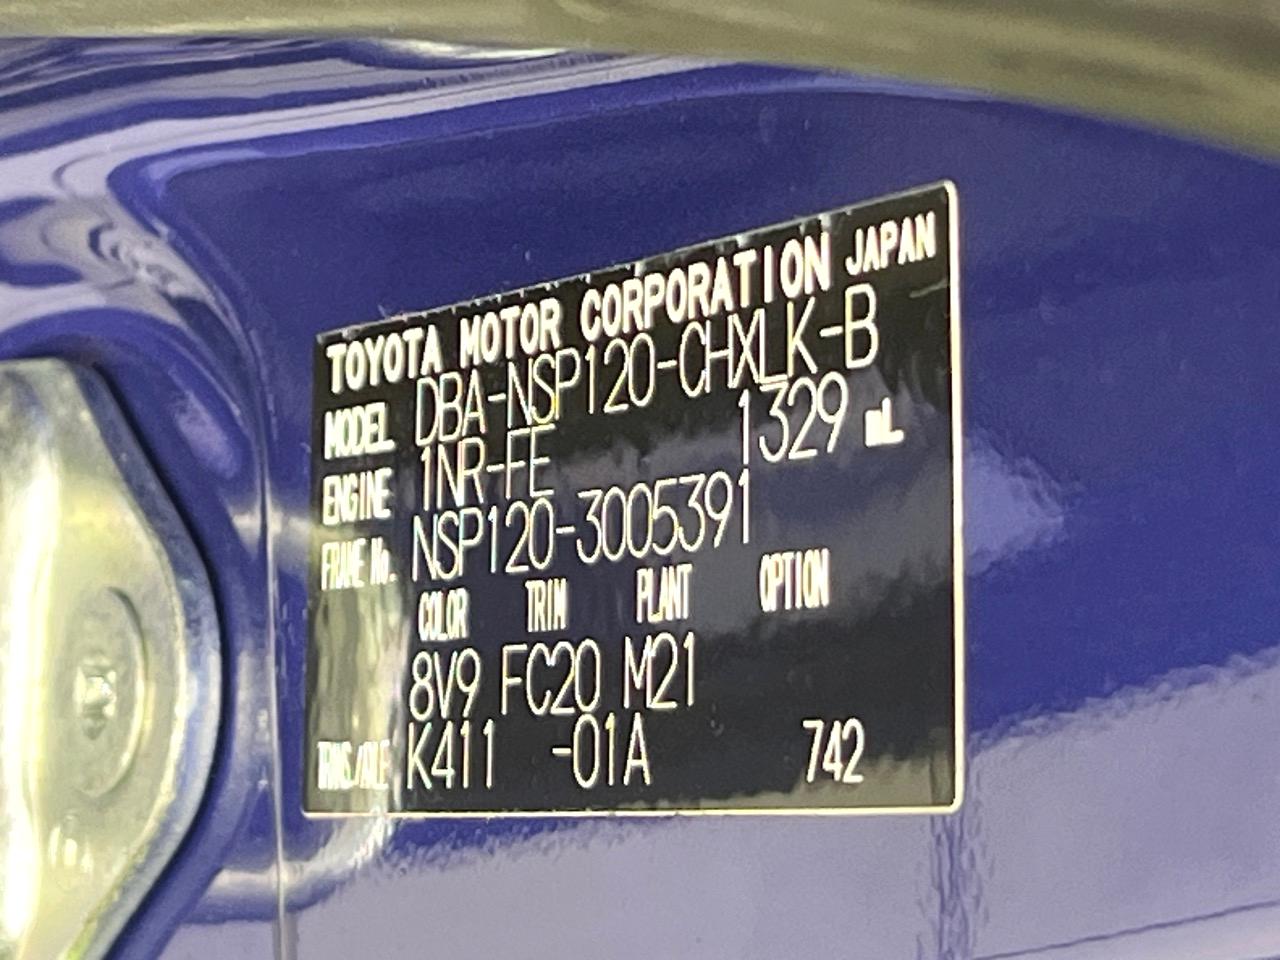 TOYOTA MOTOR CORPORATION JAPAN
MODEL DBA-NSP120-CHXLK-B
ENGINE 1NR-FE 1329 mL
FRAME No. NSP120-3005391
COLOR TRIM PLANT OPTION
8V9 FC20 M21
TRANS/AXLE K411 -01A 742